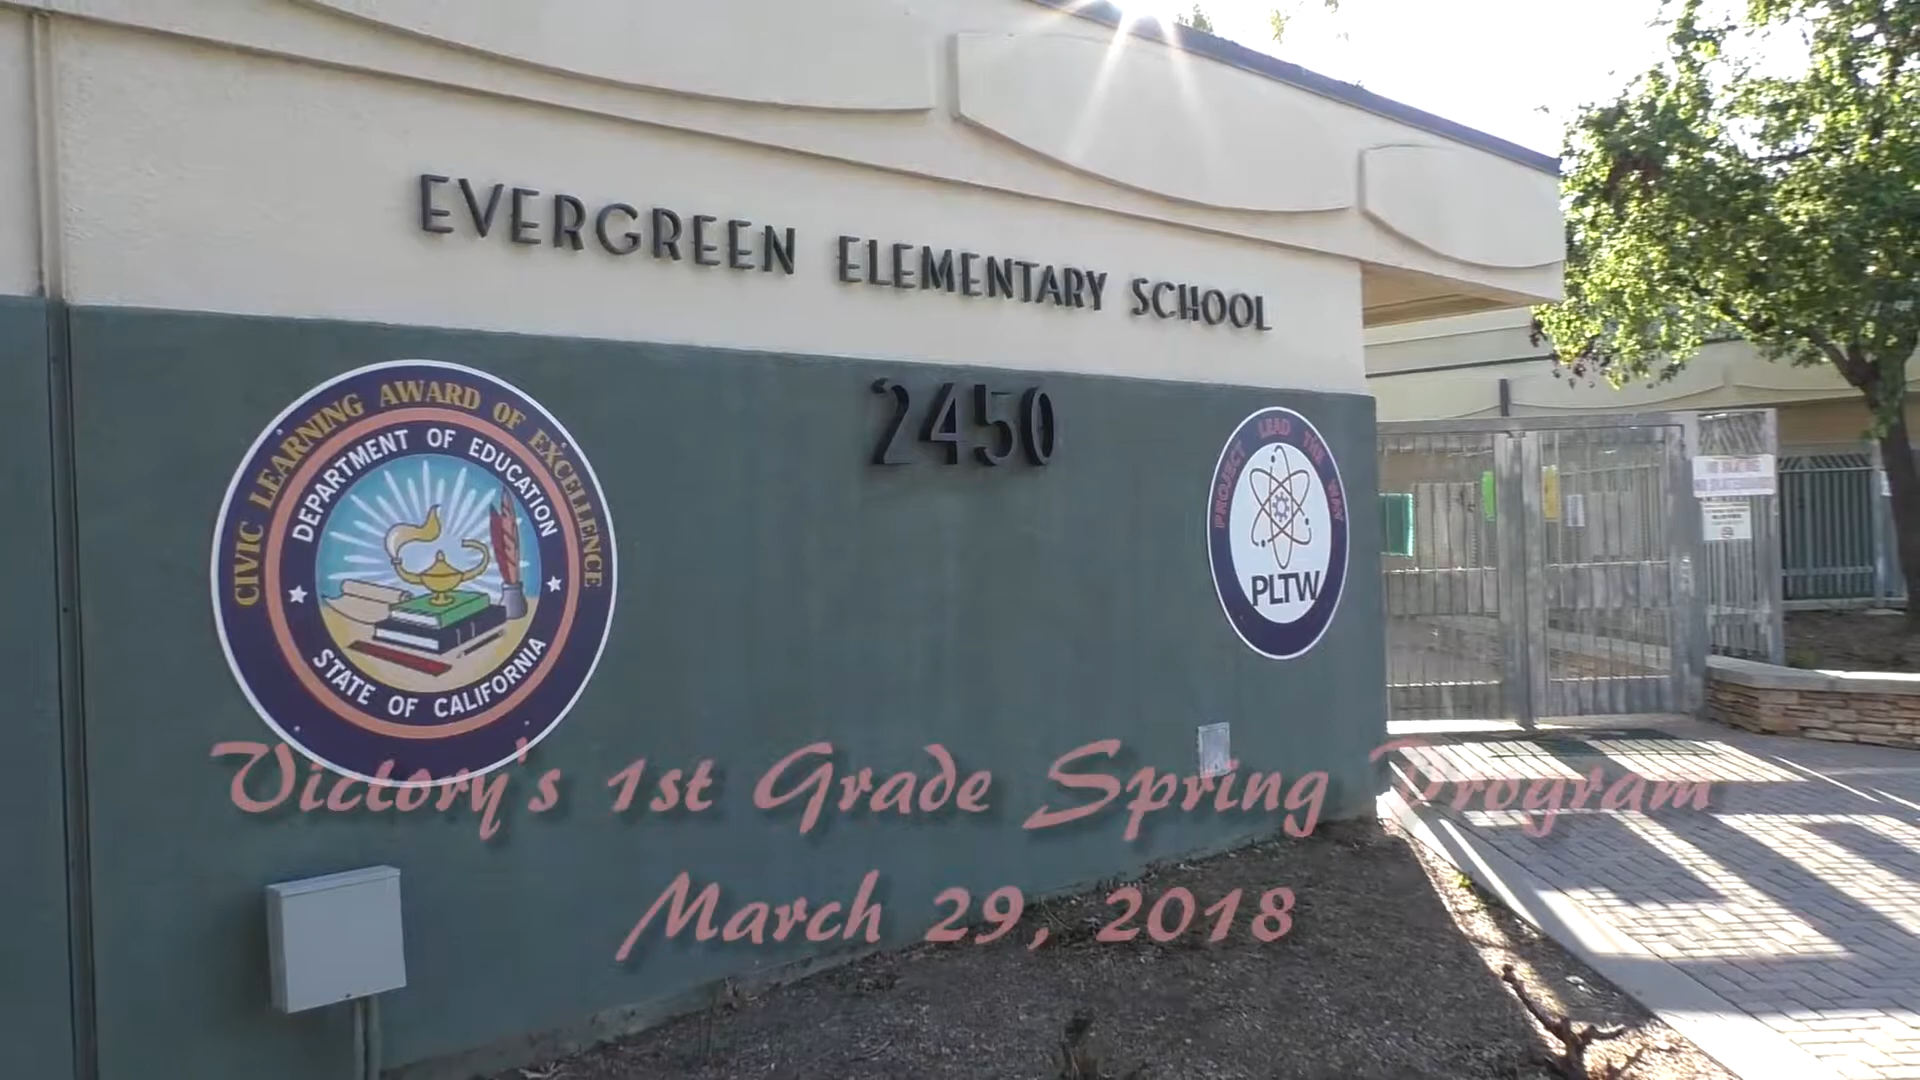 EVERGREEN ELEMENTARY SCHOOL
2450
CIVIC LEARNING AWARD OF EXCELLENCE
DEPARTMENT OF EDUCATION
STATE OF CALIFORNIA
PROJECT LEAD THE WAY
PLTW
Victory's 1st Grade Spring Program
March 29, 2018